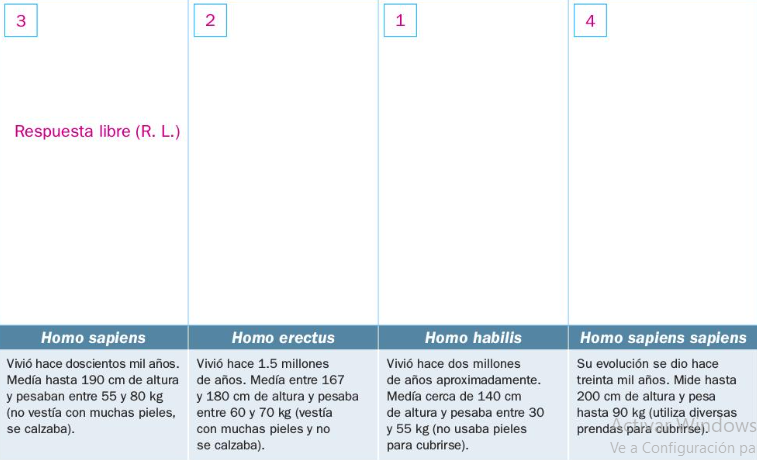 3
2
1
4
Respuesta libre (R. L.)
Homo sapiens
Vivió hace doscientos mil años.
Medía hasta 190 cm de altura
y pesaban entre 55 y 80 kg
(no vestía con muchas pieles,
se calzaba).
Homo erectus
Vivió hace 1.5 millones
de años. Medía entre 167
y 180 cm de altura y pesaba
entre 60 y 70 kg (vestía
con muchas pieles y no
se calzaba).
Homo habilis
Vivió hace dos millones
de años aproximadamente.
Medía cerca de 140 cm
de altura y pesaba entre 30
y 55 kg (no usaba pieles
para cubrirse).
Homo sapiens sapiens
Su evolución se dio hace
treinta mil años. Mide hasta
200 cm de altura y pesa
hasta 90 kg (utiliza diversas
prendas para cubrirse).
Activar Windows
Ve a Configuración pa